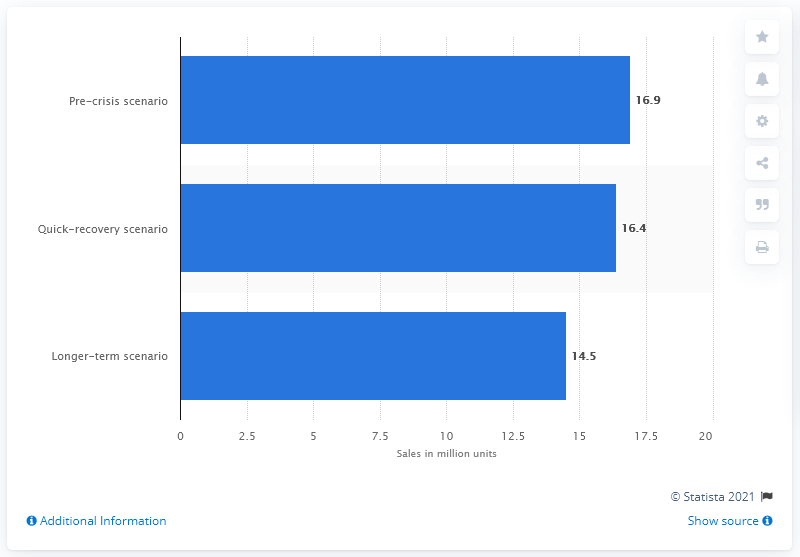 Pre-crisis scenario
16.9
Quick-recovery scenario
16.4
Longer-term scenario
14.5
0 2.5 5 7.5 10 12.5 15 17.5 20
Sales in million units
© Statista 2021
Additional Information
Show source